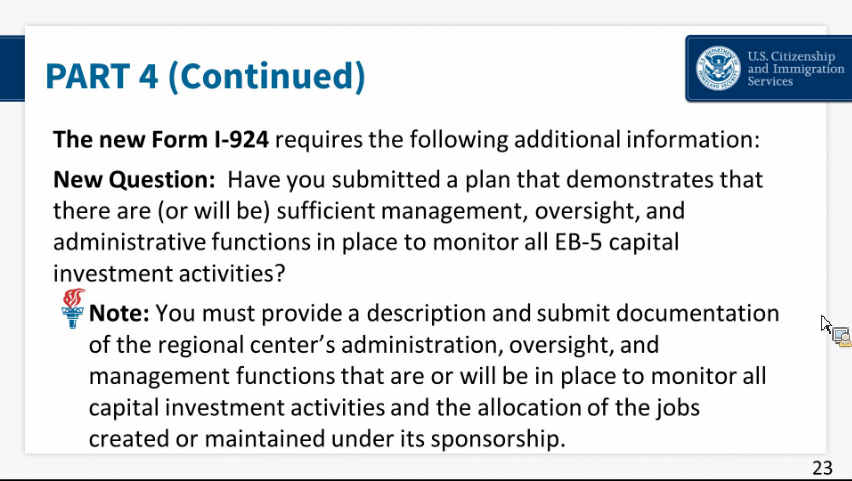 PART 4 (Continued)
U.S. Citizenship
and Immigration
Services
The new Form I-924 requires the following additional information:
New Question: Have you submitted a plan that demonstrates that
there are (or will be) sufficient management, oversight, and
administrative functions in place to monitor all EB-5 capital
investment activities?
Note: You must provide a description and submit documentation
of the regional center's administration, oversight, and
management functions that are or will be in place to monitor all
capital investment activities and the allocation of the jobs
created or maintained under its sponsorship.
23